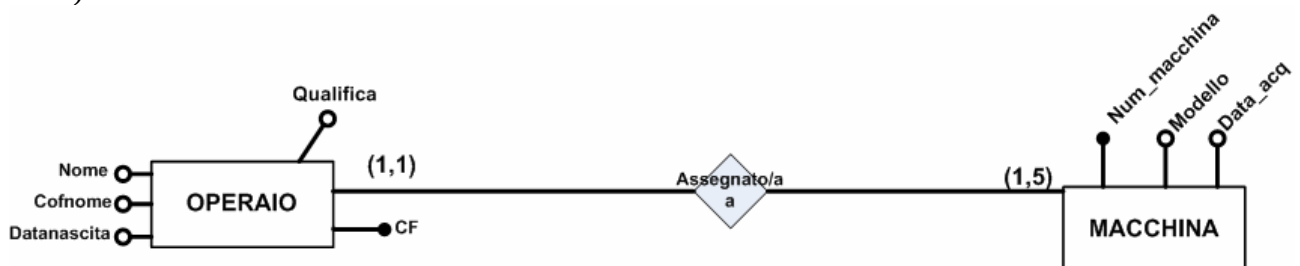 Qualifica
Nome
Cofnome
Datanascita
OPERAIO
(1,1)
CF
Assegnato/a
a
(1,5)
Num_macchina
Modello
Data_acq
MACCHINA